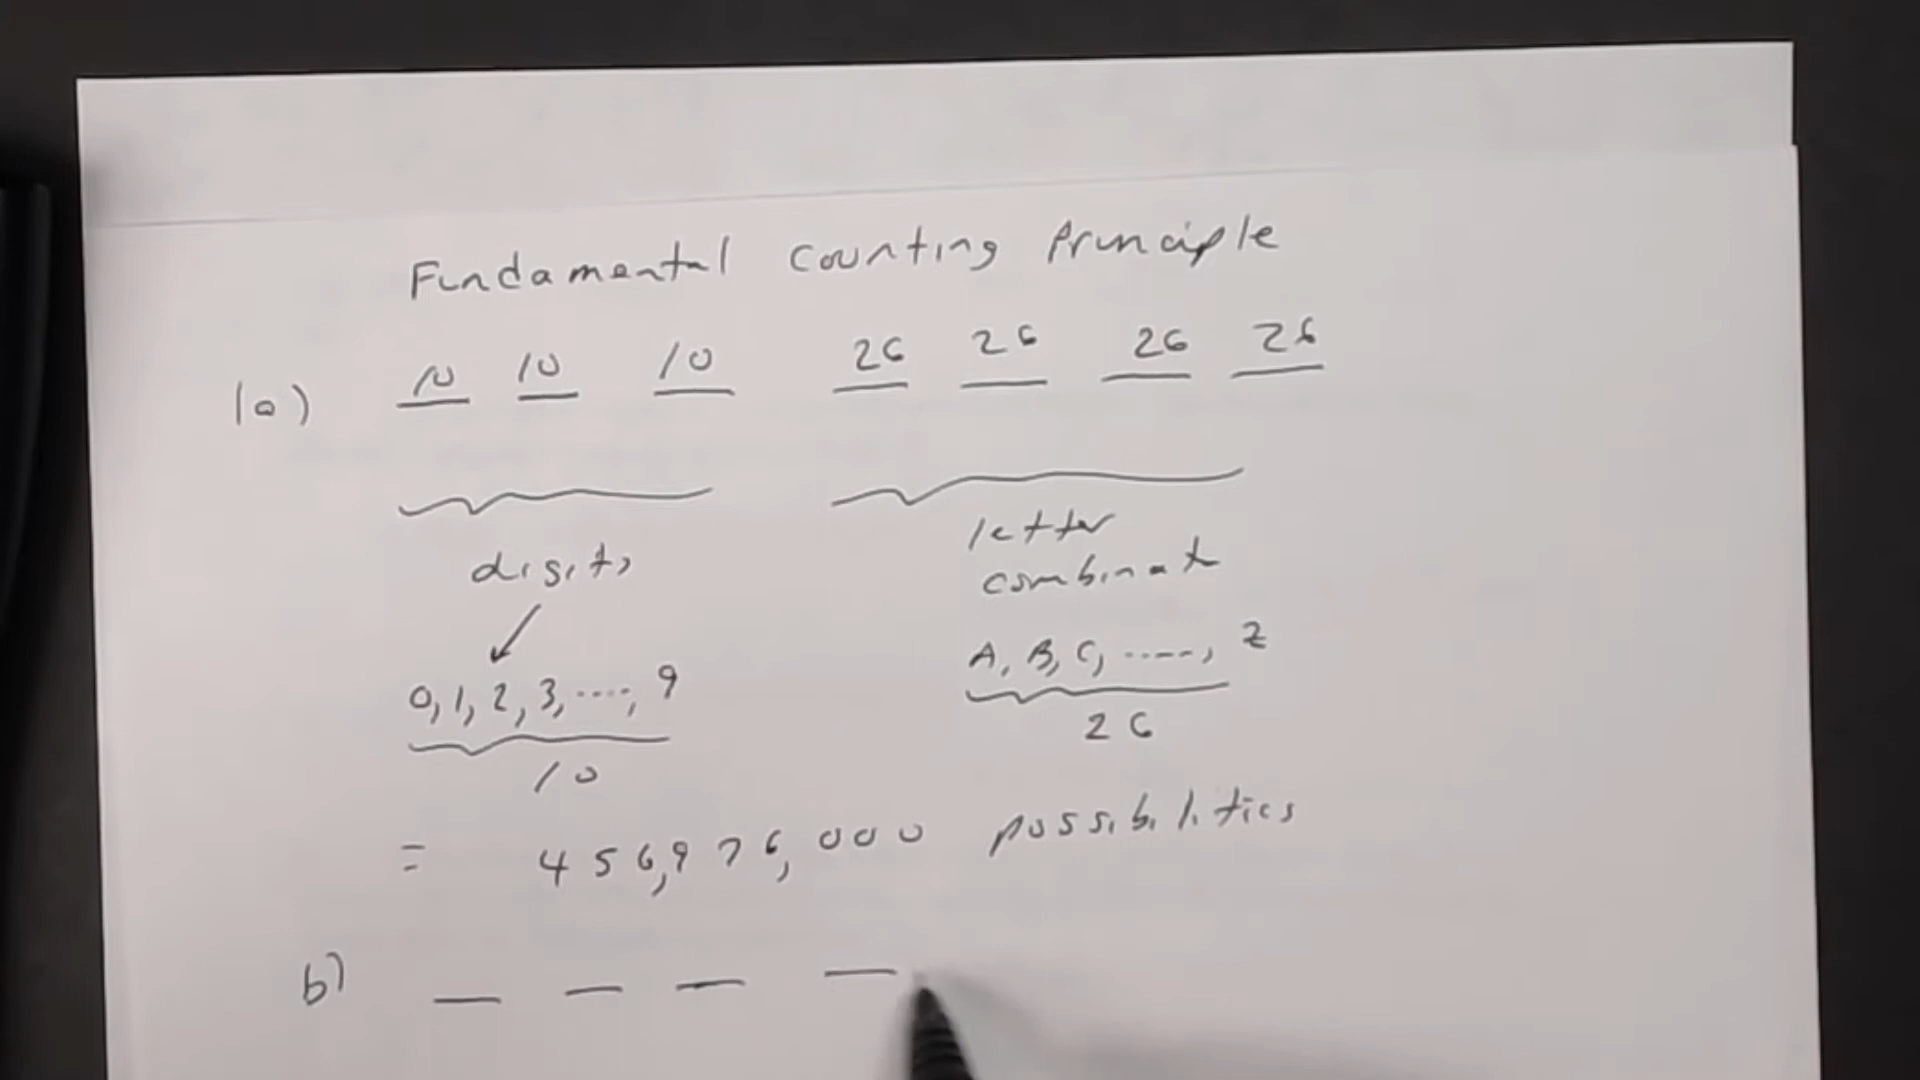 Fundamental Counting Principle
1a) 10 10 10 26 26 26 26
digits
letter
combinat
0, 1, 2, 3, ...., 9
A, B, C, ....., Z
10
26
= 456,976,000 possibilities
b)